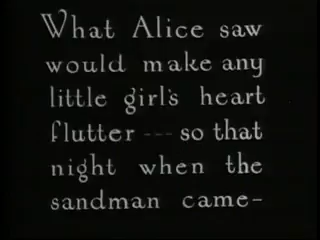 What Alice saw
would make any
little girl's heart
flutter --- so that
night when the
sandman came-